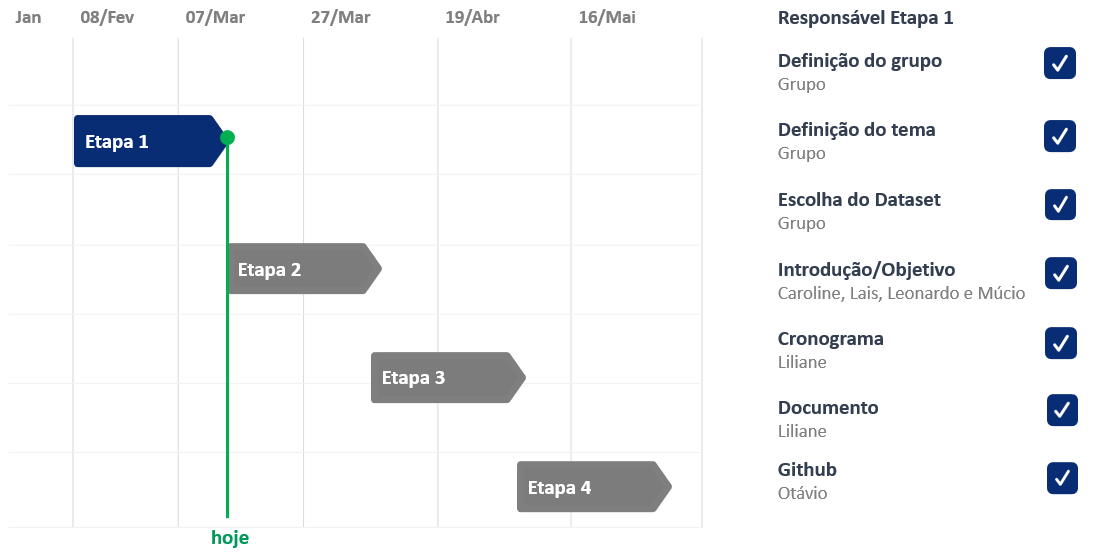 Jan
08/Fev
07/Mar
27/Mar
19/Abr
16/Mai
Etapa 1
Etapa 2
Etapa 3
Etapa 4
hoje
Responsável Etapa 1
Definição do grupo
Grupo
Definição do tema
Grupo
Escolha do Dataset
Grupo
Introdução/Objetivo
Caroline, Lais, Leonardo e Múcio
Cronograma
Liliane
Documento
Liliane
Github
Otávio